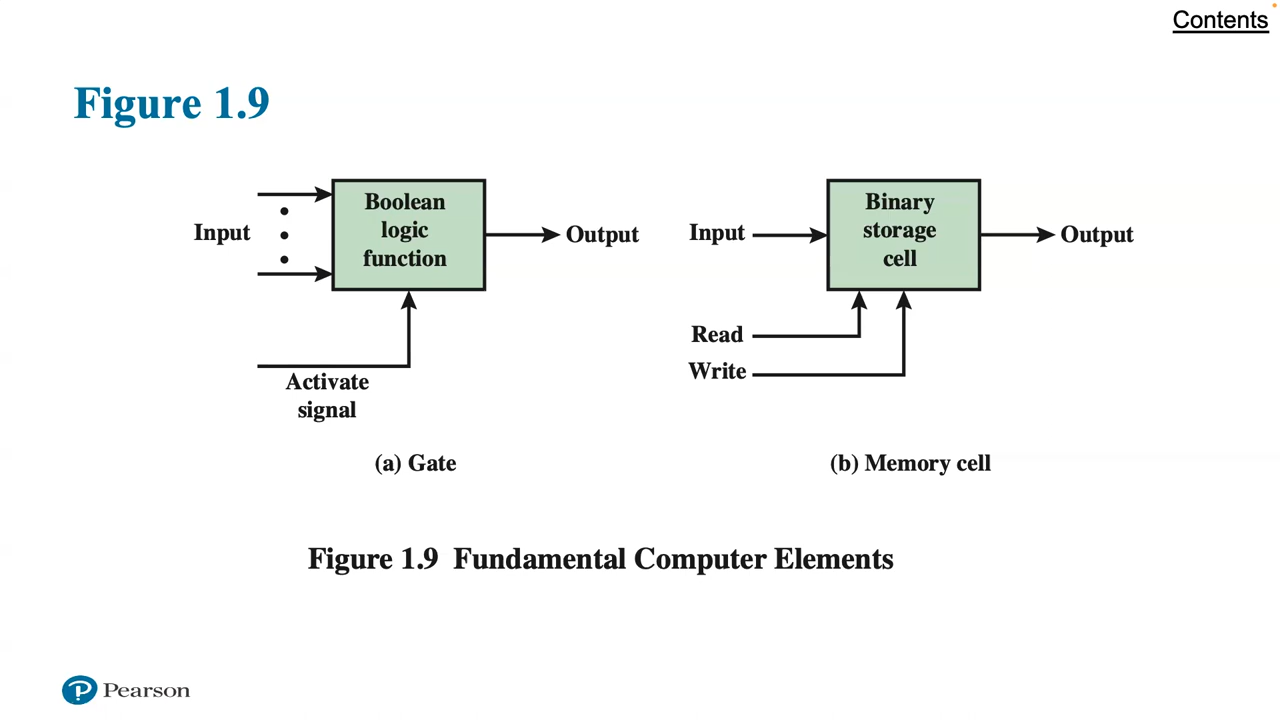 Contents
Figure 1.9
Input
Boolean
logic
function
Output
Activate
signal
(a) Gate
Input
Binary
storage
cell
Output
Read
Write
(b) Memory cell
Figure 1.9 Fundamental Computer Elements
P Pearson